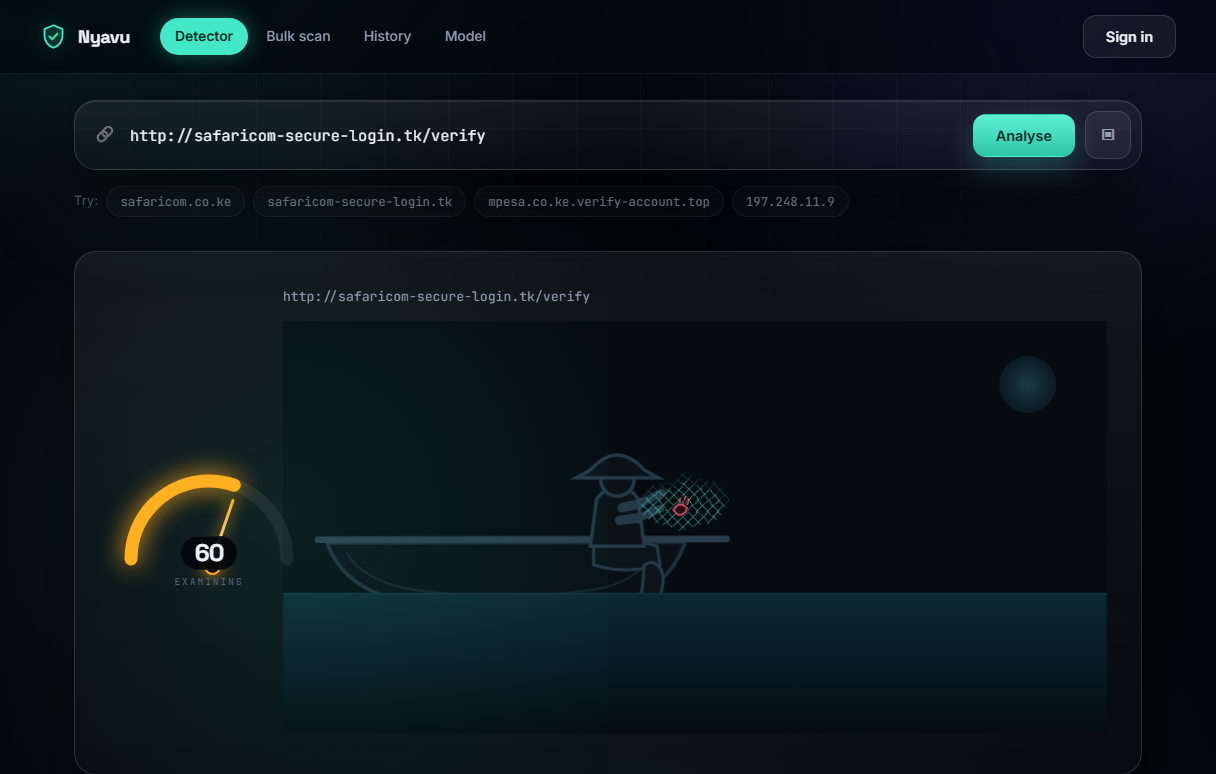 Nyavu Detector Bulk scan History Model Sign in
http://safaricom-secure-login.tk/verify Analyse
Try: safaricom.co.ke safaricom-secure-login.tk mpesa.co.ke.verify-account.top 197.248.11.9
http://safaricom-secure-login.tk/verify
60
EXAMINING